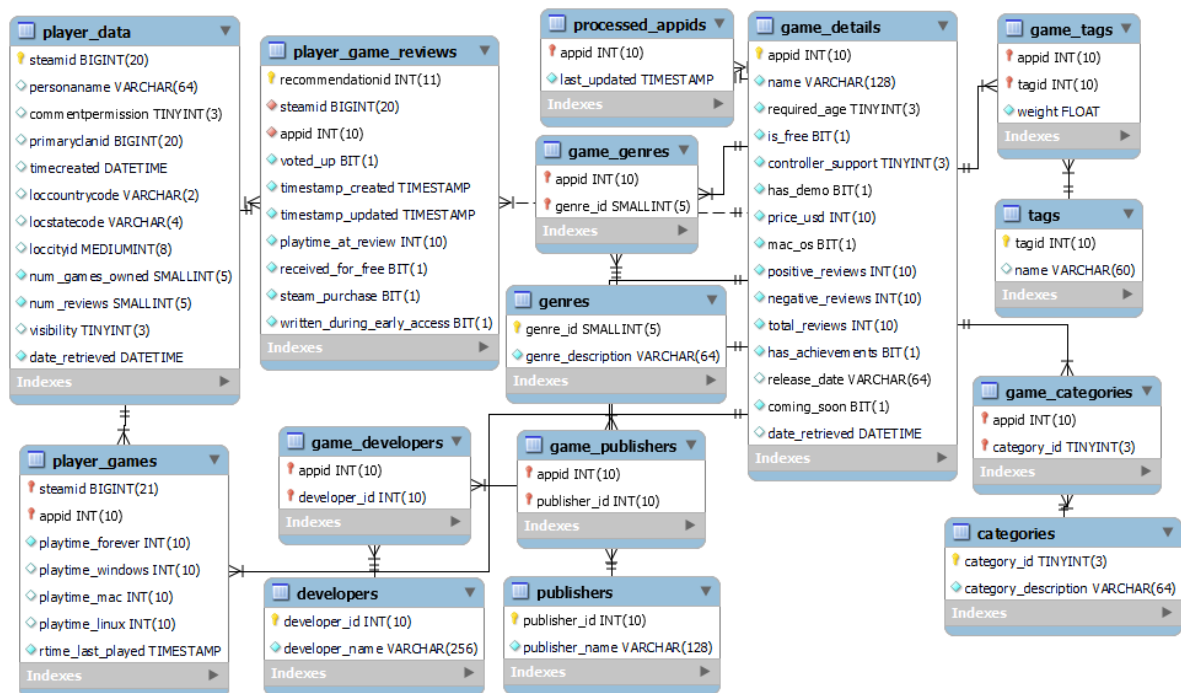 player_data
steamid BIGINT(20)
personaname VARCHAR(64)
commentpermission TINYINT(3)
primaryclanid BIGINT(20)
timecreated DATETIME
loccountrycode VARCHAR(2)
locstatecode VARCHAR(4)
loccityid MEDIUMINT(8)
num_games_owned SMALLINT(5)
num_reviews SMALLINT(5)
visibility TINYINT(3)
date_retrieved DATETIME
Indexes
player_game_reviews
recommendationid INT(11)
steamid BIGINT(20)
appid INT(10)
voted_up BIT(1)
timestamp_created TIMESTAMP
timestamp_updated TIMESTAMP
playtime_at_review INT(10)
received_for_free BIT(1)
steam_purchase BIT(1)
written_during_early_access BIT(1)
Indexes
processed_appids
appid INT(10)
last_updated TIMESTAMP
Indexes
game_details
appid INT(10)
name VARCHAR(128)
required_age TINYINT(3)
is_free BIT(1)
controller_support TINYINT(3)
has_demo BIT(1)
price_usd INT(10)
mac_os BIT(1)
positive_reviews INT(10)
negative_reviews INT(10)
total_reviews INT(10)
has_achievements BIT(1)
release_date VARCHAR(64)
coming_soon BIT(1)
date_retrieved DATETIME
Indexes
game_tags
appid INT(10)
tagid INT(10)
weight FLOAT
Indexes
game_genres
appid INT(10)
genre_id SMALLINT(5)
Indexes
tags
tagid INT(10)
name VARCHAR(60)
Indexes
genres
genre_id SMALLINT(5)
genre_description VARCHAR(64)
Indexes
game_categories
appid INT(10)
category_id TINYINT(3)
Indexes
player_games
steamid BIGINT(21)
appid INT(10)
playtime_forever INT(10)
playtime_windows INT(10)
playtime_mac INT(10)
playtime_linux INT(10)
rtime_last_played TIMESTAMP
Indexes
game_developers
appid INT(10)
developer_id INT(10)
Indexes
game_publishers
appid INT(10)
publisher_id INT(10)
Indexes
categories
category_id TINYINT(3)
category_description VARCHAR(64)
Indexes
developers
developer_id INT(10)
developer_name VARCHAR(256)
Indexes
publishers
publisher_id INT(10)
publisher_name VARCHAR(128)
Indexes